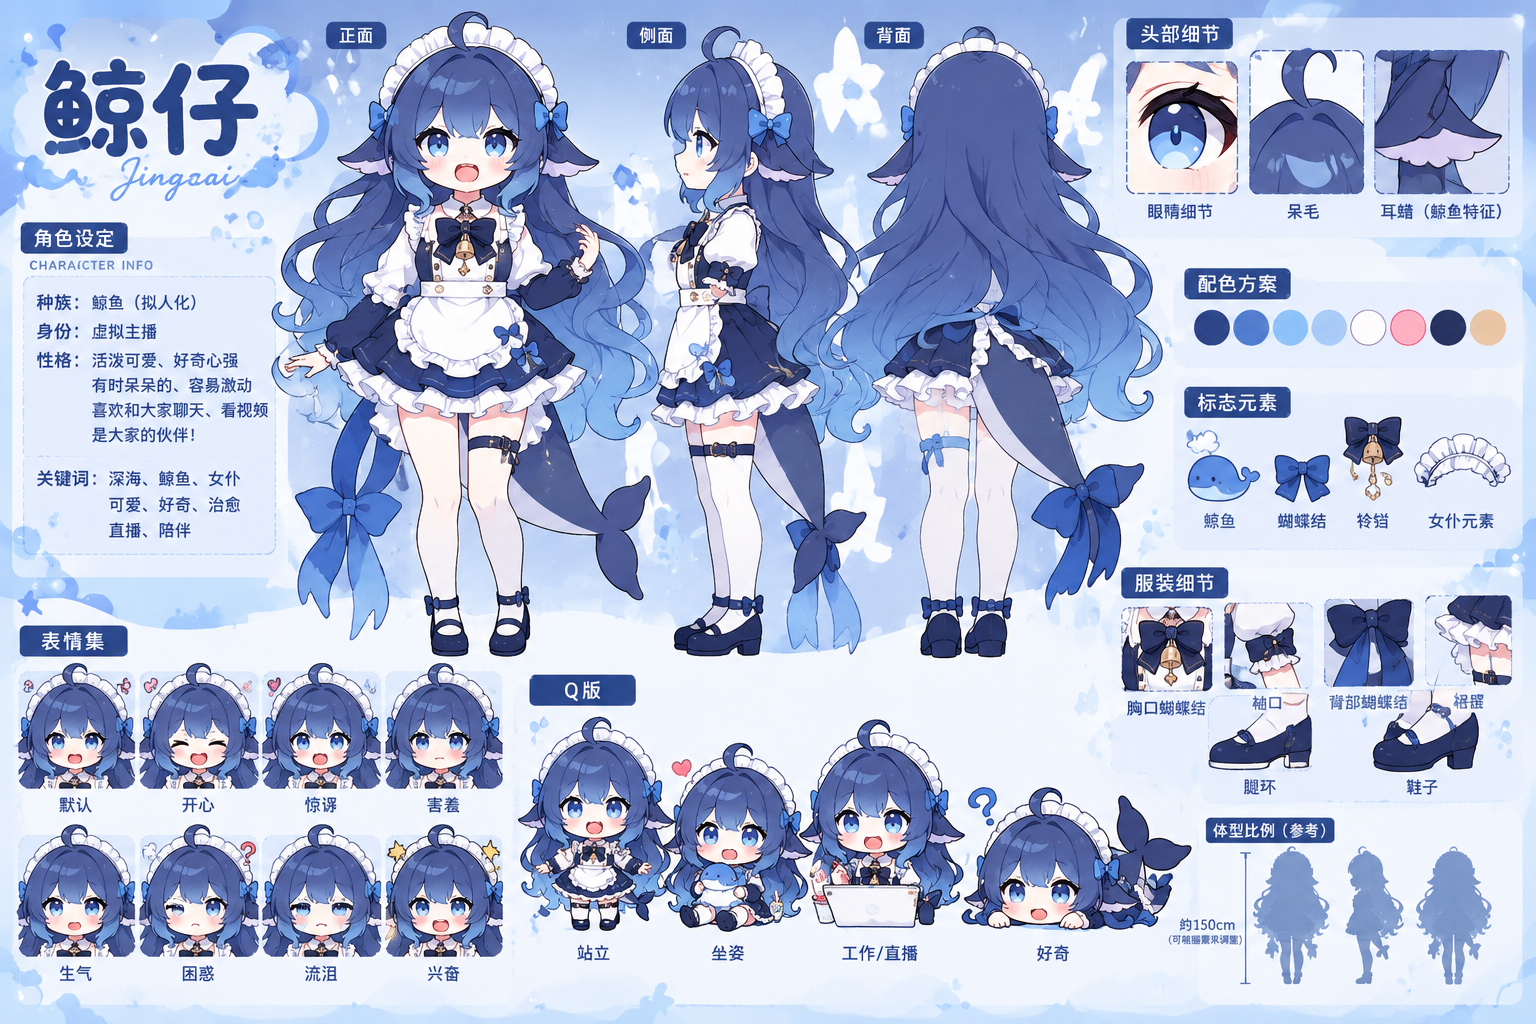 鲸仔
Jingzai
角色设定
CHARACTER INFO
种族：鲸鱼（拟人化）
身份：虚拟主播
性格：活泼可爱、好奇心强
有时呆呆的、容易激动
喜欢和大家聊天、看视频
是大家的伙伴！
关键词：深海、鲸鱼、女仆
可爱、好奇、治愈
直播、陪伴
正面
侧面
背面
头部细节
眼睛细节
呆毛
耳鳍（鲸鱼特征）
配色方案
标志元素
鲸鱼
蝴蝶结
铃铛
女仆元素
服装细节
胸口蝴蝶结
袖口
背部蝴蝶结
腿环
鞋子
表情集
默认
开心
惊讶
害羞
生气
困惑
流泪
兴奋
Q版
站立
坐姿
工作/直播
好奇
体型比例（参考）
约150cm